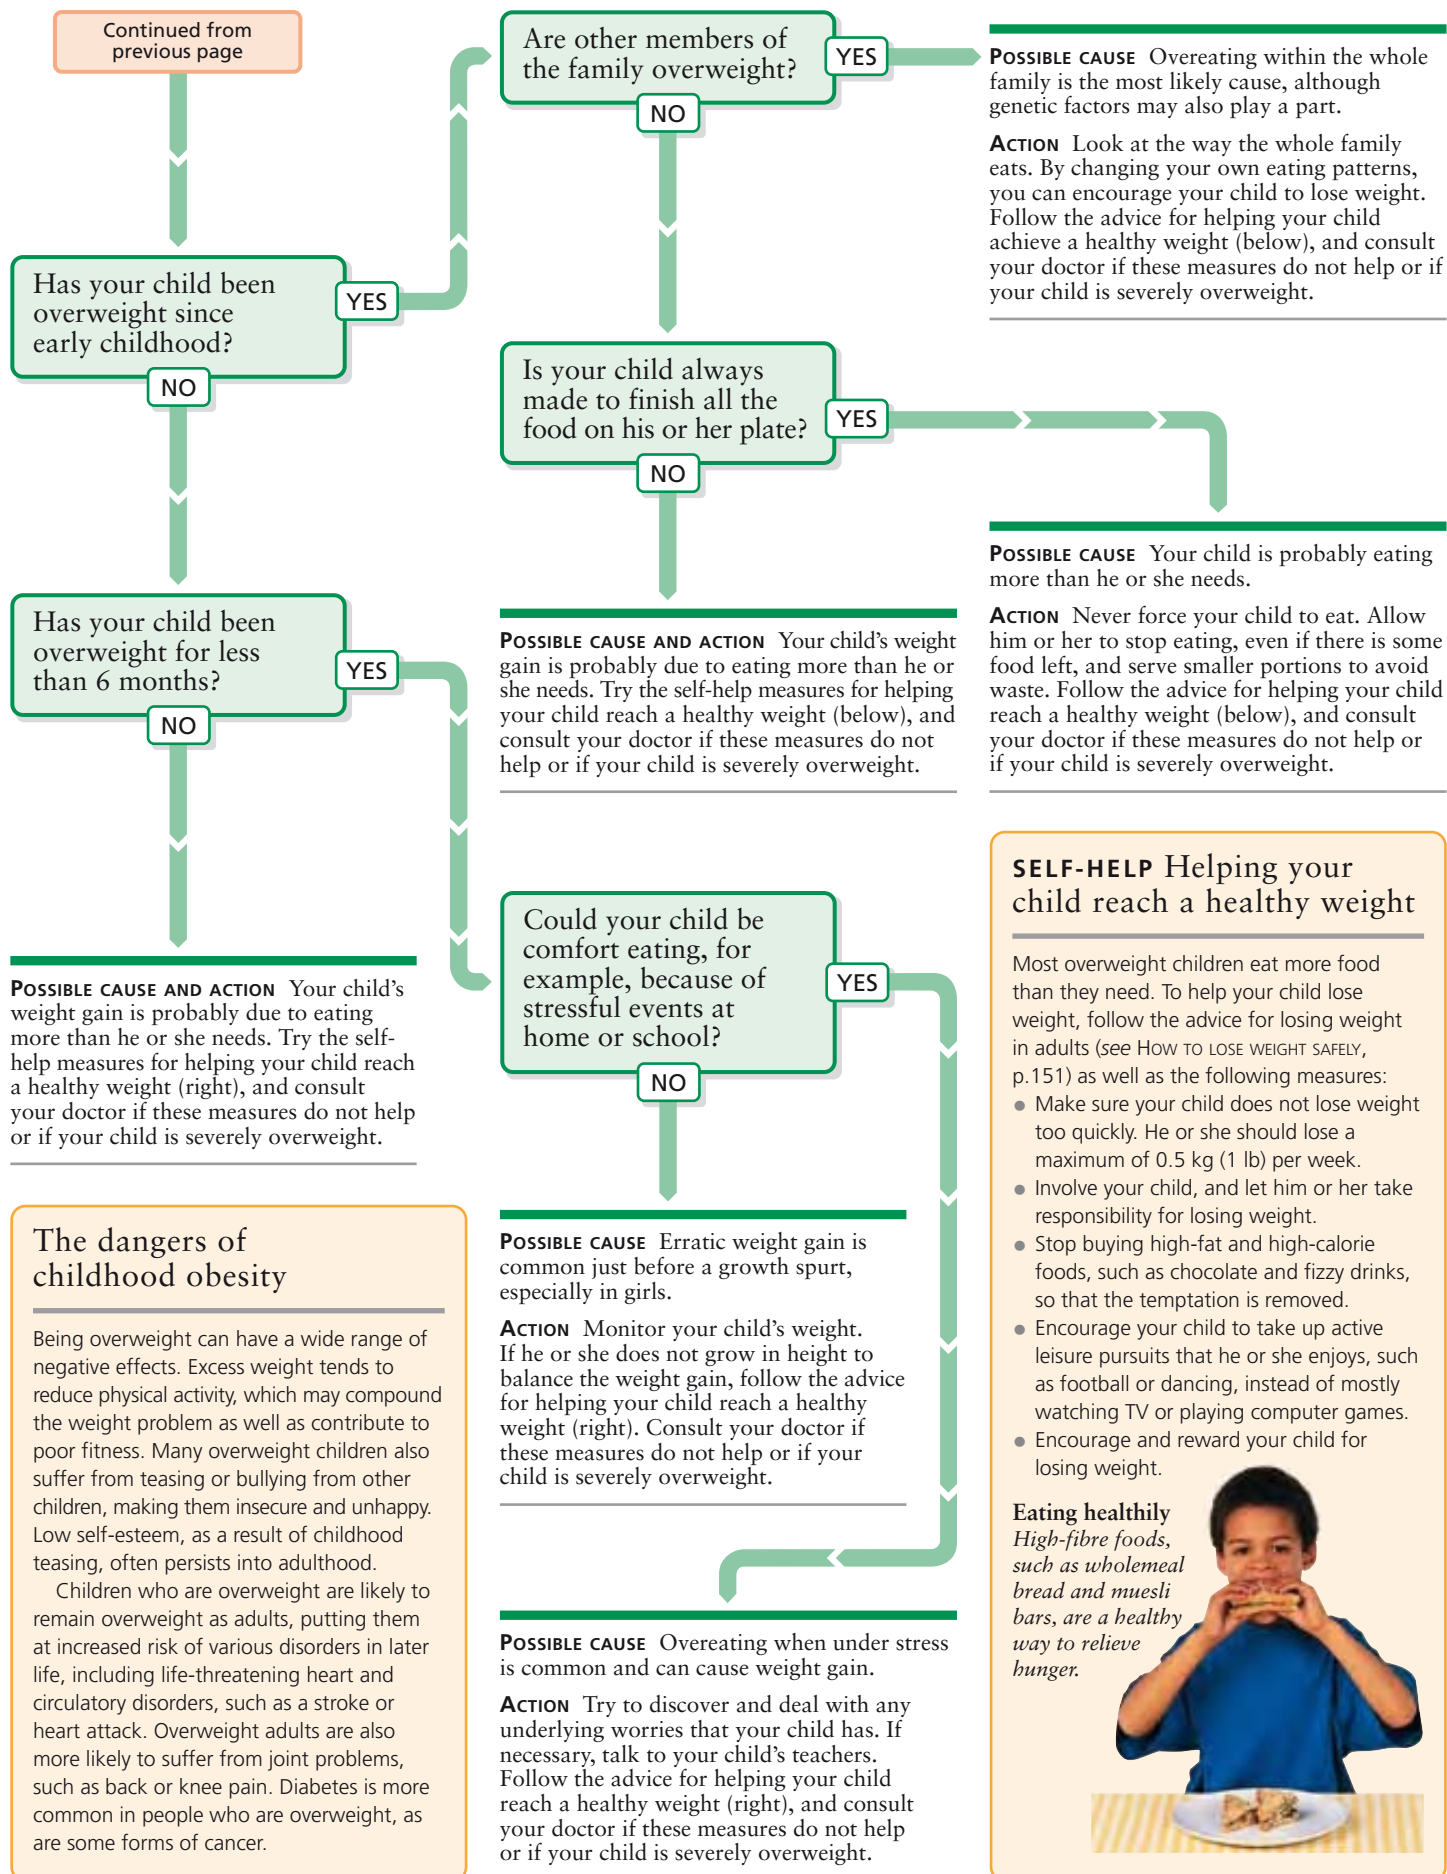 Continued from
previous page
Has your child been
overweight since
early childhood?
YES
NO
Are other members of
the family overweight?
YES
NO
POSSIBLE CAUSE Overeating within the whole
family is the most likely cause, although
genetic factors may also play a part.
ACTION Look at the way the whole family
eats. By changing your own eating patterns,
you can encourage your child to lose weight.
Follow the advice for helping your child
achieve a healthy weight (below), and consult
your doctor if these measures do not help or if
your child is severely overweight.
Is your child always
made to finish all the
food on his or her plate?
YES
NO
POSSIBLE CAUSE Your child is probably eating
more than he or she needs.
ACTION Never force your child to eat. Allow
him or her to stop eating, even if there is some
food left, and serve smaller portions to avoid
waste. Follow the advice for helping your child
reach a healthy weight (below), and consult
your doctor if these measures do not help or
if your child is severely overweight.
POSSIBLE CAUSE AND ACTION Your child's weight
gain is probably due to eating more than he or
she needs. Try the self-help measures for helping
your child reach a healthy weight (below), and
consult your doctor if these measures do not
help or if your child is severely overweight.
Has your child been
overweight for less
than 6 months?
YES
NO
POSSIBLE CAUSE AND ACTION Your child's
weight gain is probably due to eating
more than he or she needs. Try the self-
help measures for helping your child reach
a healthy weight (right), and consult
your doctor if these measures do not help
or if your child is severely overweight.
Could your child be
comfort eating, for
example, because of
stressful events at
home or school?
YES
NO
POSSIBLE CAUSE Erratic weight gain is
common just before a growth spurt,
especially in girls.
ACTION Monitor your child's weight.
If he or she does not grow in height to
balance the weight gain, follow the advice
for helping your child reach a healthy
weight (right). Consult your doctor if
these measures do not help or if your
child is severely overweight.
POSSIBLE CAUSE Overeating when under stress
is common and can cause weight gain.
ACTION Try to discover and deal with any
underlying worries that your child has. If
necessary, talk to your child's teachers.
Follow the advice for helping your child
reach a healthy weight (right), and consult
your doctor if these measures do not help
or if your child is severely overweight.
The dangers of
childhood obesity
Being overweight can have a wide range of
negative effects. Excess weight tends to
reduce physical activity, which may compound
the weight problem as well as contribute to
poor fitness. Many overweight children also
suffer from teasing or bullying from other
children, making them insecure and unhappy.
Low self-esteem, as a result of childhood
teasing, often persists into adulthood.
Children who are overweight are likely to
remain overweight as adults, putting them
at increased risk of various disorders in later
life, including life-threatening heart and
circulatory disorders, such as a stroke or
heart attack. Overweight adults are also
more likely to suffer from joint problems,
such as back or knee pain. Diabetes is more
common in people who are overweight, as
are some forms of cancer.
SELF-HELP Helping your
child reach a healthy weight
Most overweight children eat more food
than they need. To help your child lose
weight, follow the advice for losing weight
in adults (see HOW TO LOSE WEIGHT SAFELY,
p.151) as well as the following measures:
● Make sure your child does not lose weight
too quickly. He or she should lose a
maximum of 0.5 kg (1 lb) per week.
● Involve your child, and let him or her take
responsibility for losing weight.
● Stop buying high-fat and high-calorie
foods, such as chocolate and fizzy drinks,
so that the temptation is removed.
● Encourage your child to take up active
leisure pursuits that he or she enjoys, such
as football or dancing, instead of mostly
watching TV or playing computer games.
● Encourage and reward your child for
losing weight.
Eating healthily
High-fibre foods,
such as wholemeal
bread and muesli
bars, are a healthy
way to relieve
hunger.